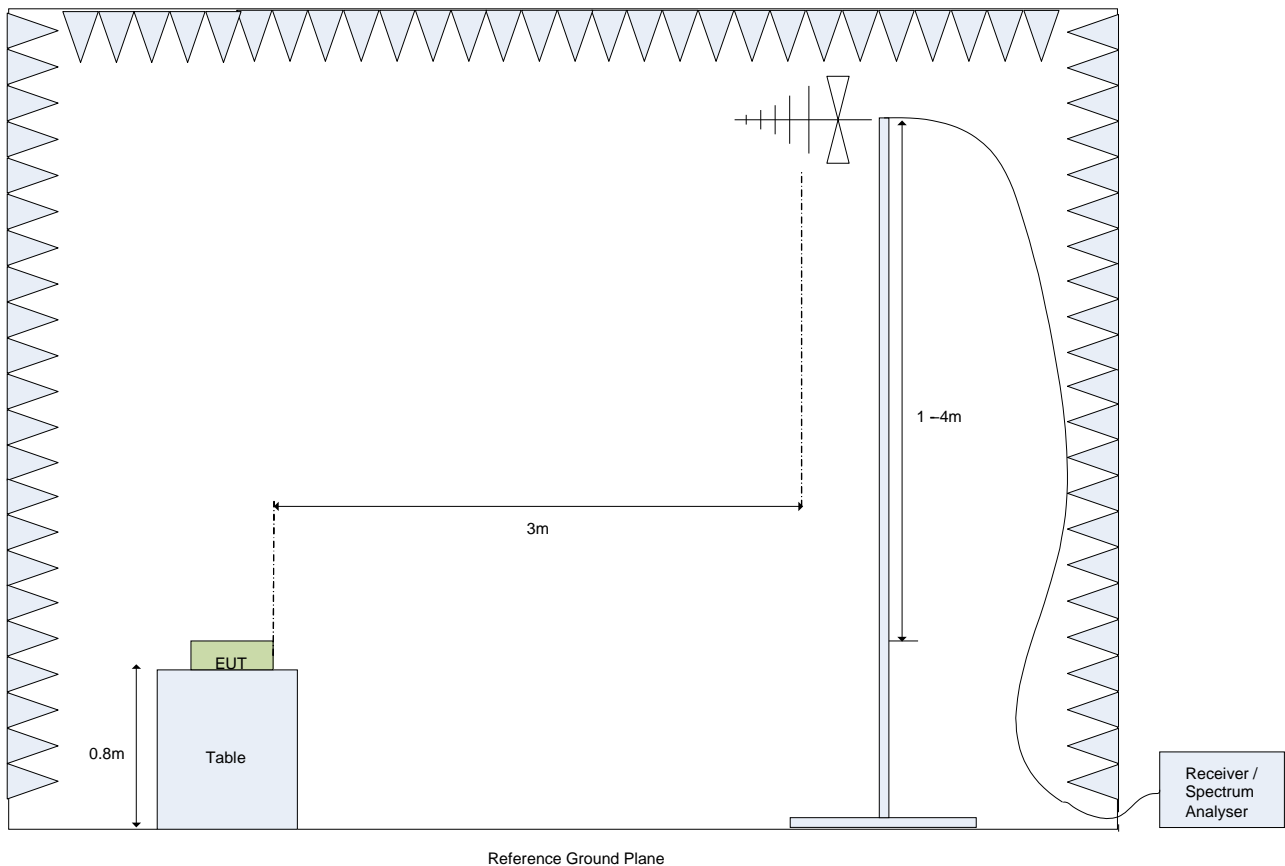 1 –4m
3m
EUT
0.8m
Table
Receiver /
Spectrum
Analyser
Reference Ground Plane